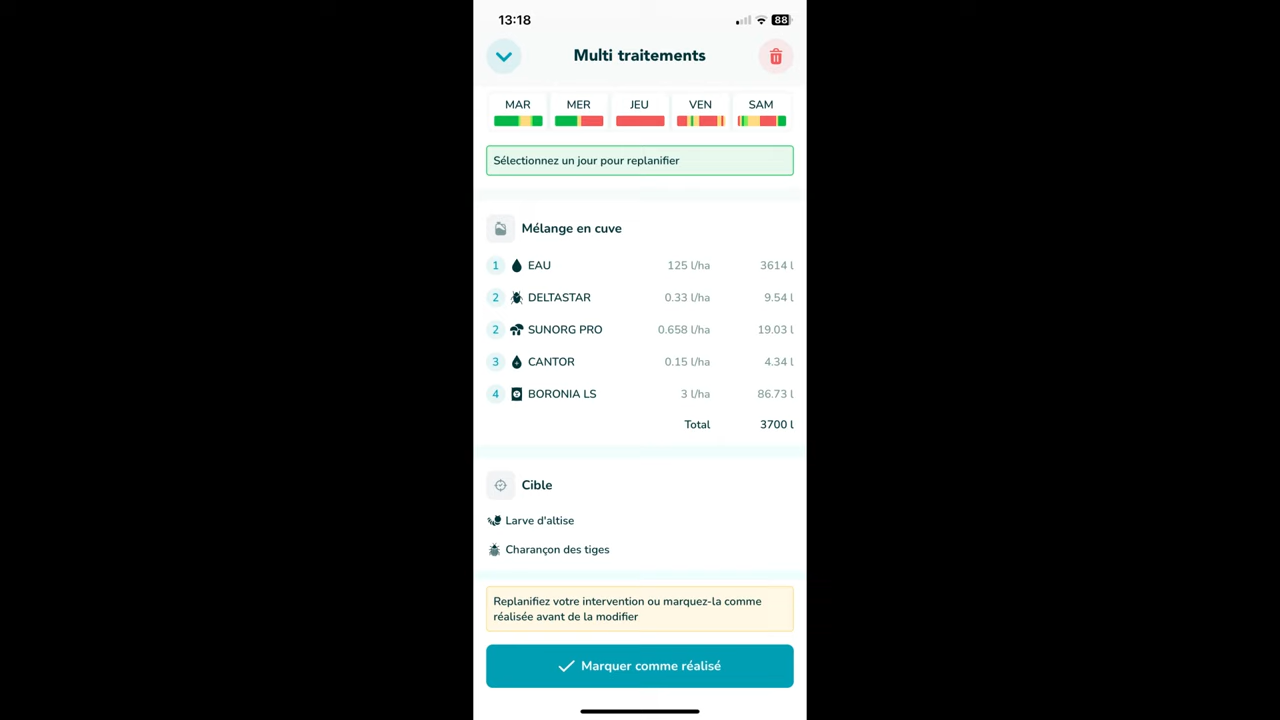 13:18
88
Multi traitements
MAR MER JEU VEN SAM
Sélectionnez un jour pour replanifier
Mélange en cuve
1 EAU 125 l/ha 3614 l
2 DELTASTAR 0.33 l/ha 9.54 l
2 SUNORG PRO 0.658 l/ha 19.03 l
3 CANTOR 0.15 l/ha 4.34 l
4 BORONIA LS 3 l/ha 86.73 l
Total 3700 l
Cible
Larve d'altise
Charançon des tiges
Replanifiez votre intervention ou marquez-la comme
réalisée avant de la modifier
Marquer comme réalisé